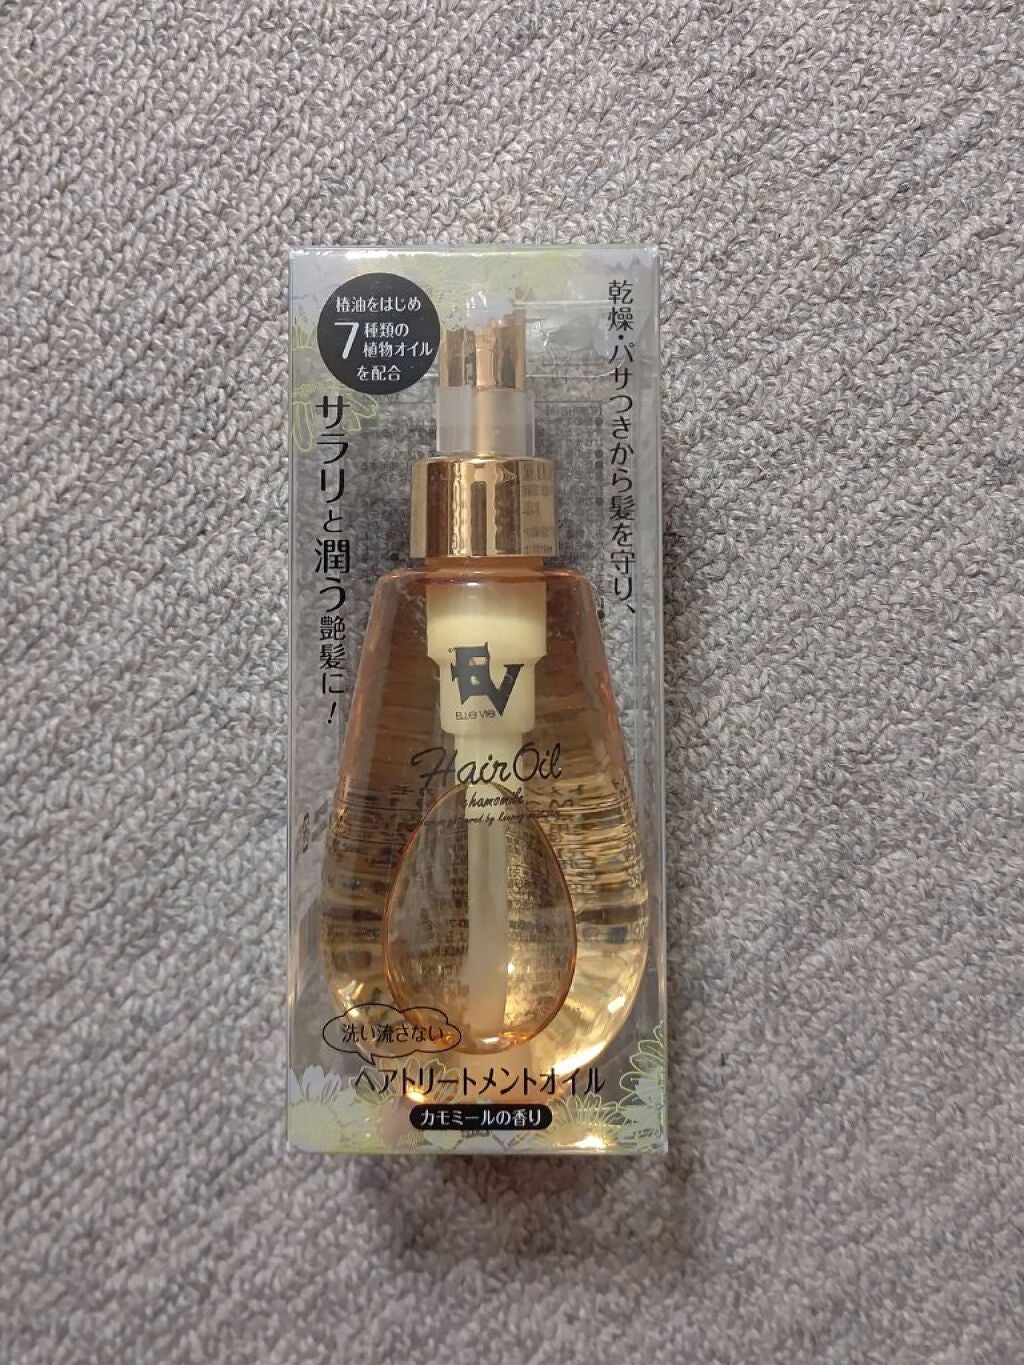 椿油をはじめ
7種類の
植物オイル
を配合
乾燥・パサつきから髪を守り、
サラリと潤う艶髪に!
EV
ELLE VIE
Hair Oil
chamomile
洗い流さない
ヘアトリートメントオイル
カモミールの香り